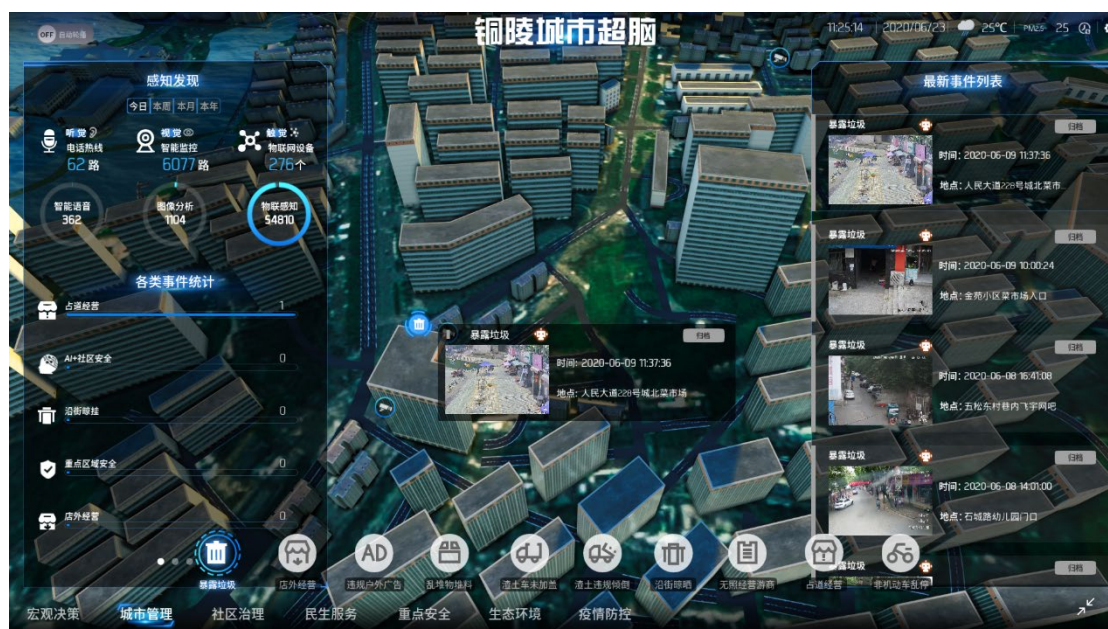 OFF 自动轮播
铜陵城市超脑
11:25:14 2020/06/23 25℃ PM2.5 25
感知发现
今日 本周 本月 本年
听觉 视觉 触觉
电话热线 智能监控 物联网设备
62路 6077路 276个
智能语音 图像分析 物联感知
362 1104 54810
各类事件统计
占道经营 1
AI+社区安全 0
沿街晾挂 0
重点区域安全 0
店外经营 0
暴露垃圾 归档
时间: 2020-06-09 11:37:36
地点: 人民大道228号城北菜市场
最新事件列表
暴露垃圾 归档
时间: 2020-06-09 11:37:36
地点: 人民大道228号城北菜市...
暴露垃圾 归档
时间: 2020-06-09 10:00:24
地点: 金苑小区菜市场入口
暴露垃圾 归档
时间: 2020-06-08 16:41:08
地点: 五松东村巷内飞宇网吧
暴露垃圾 归档
时间: 2020-06-08 14:01:00
地点: 石城路幼儿园门口
暴露垃圾 归档
AD
暴露垃圾 店外经营 违规户外广告 乱堆物堆料 渣土车未加盖 渣土违规倾倒 沿街晾晒 无照经营游商 占道经营 非机动车乱停
宏观决策 城市管理 社区治理 民生服务 重点安全 生态环境 疫情防控